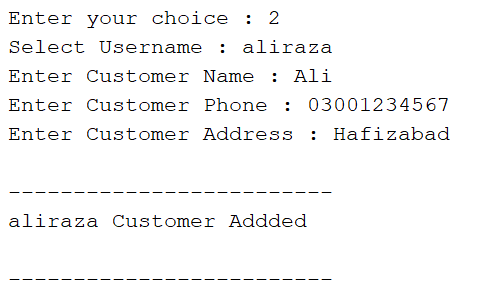 Enter your choice : 2
Select Username : aliraza
Enter Customer Name : Ali
Enter Customer Phone : 03001234567
Enter Customer Address : Hafizabad
-------------------------
aliraza Customer Addded
-------------------------